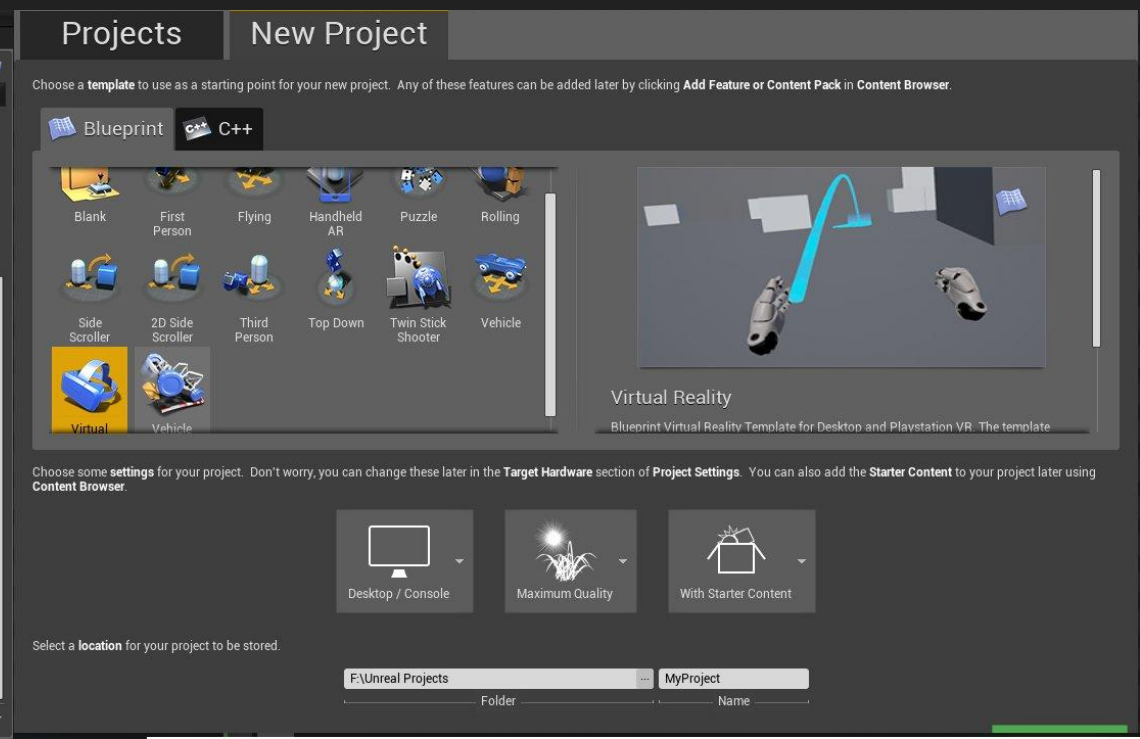 Projects
New Project
Choose a template to use as a starting point for your new project. Any of these features can be added later by clicking Add Feature or Content Pack in Content Browser.
Blueprint
C++
C++
Blank
First
Person
Flying
Handheld
AR
Puzzle
Rolling
Side
Scroller
2D Side
Scroller
Third
Person
Top Down
Twin Stick
Shooter
Vehicle
Virtual
Vehicle
Virtual Reality
Blueprint Virtual Reality Template for Desktop and Playstation VR. The template
Choose some settings for your project. Don't worry, you can change these later in the Target Hardware section of Project Settings. You can also add the Starter Content to your project later using
Content Browser.
Desktop / Console
Maximum Quality
With Starter Content
Select a location for your project to be stored.
F:\Unreal Projects
...
MyProject
Folder
Name